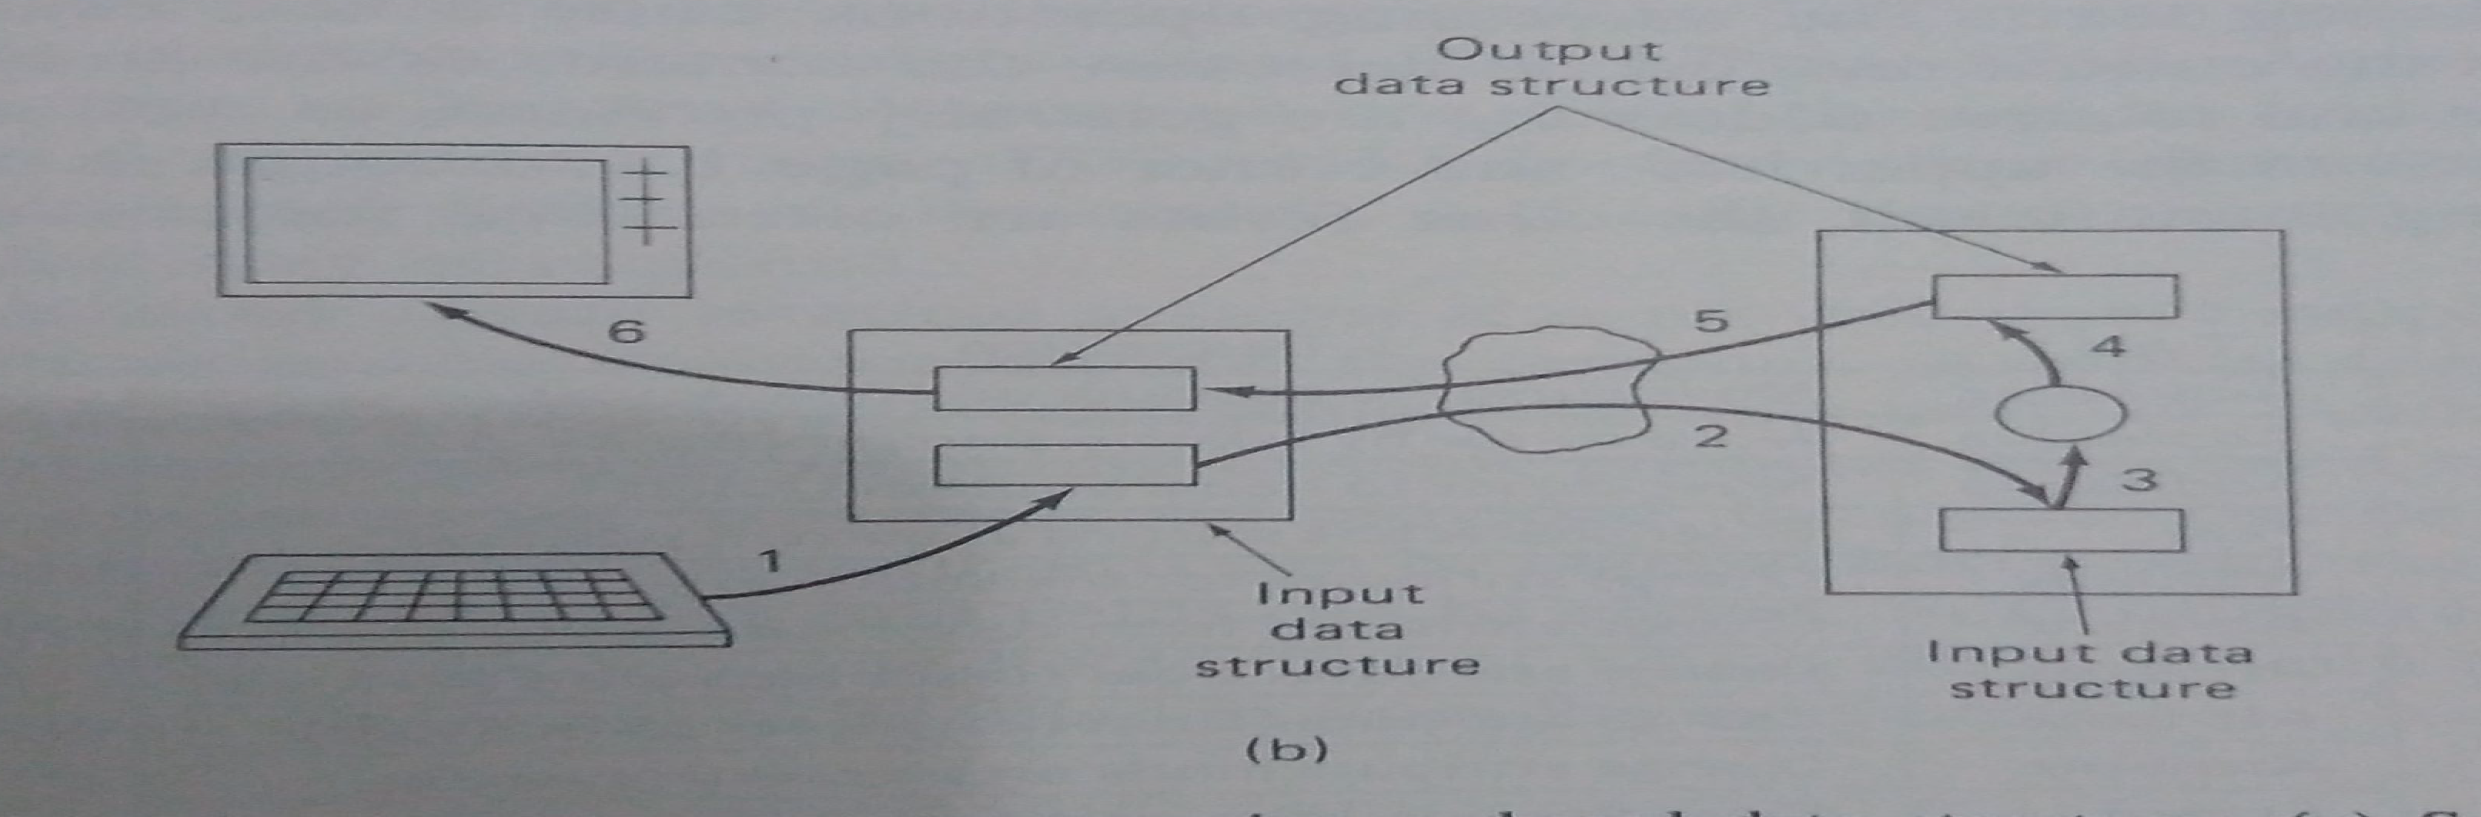 Output
data structure
6
5
4
2
3
1
Input
data
structure
Input data
structure
(b)